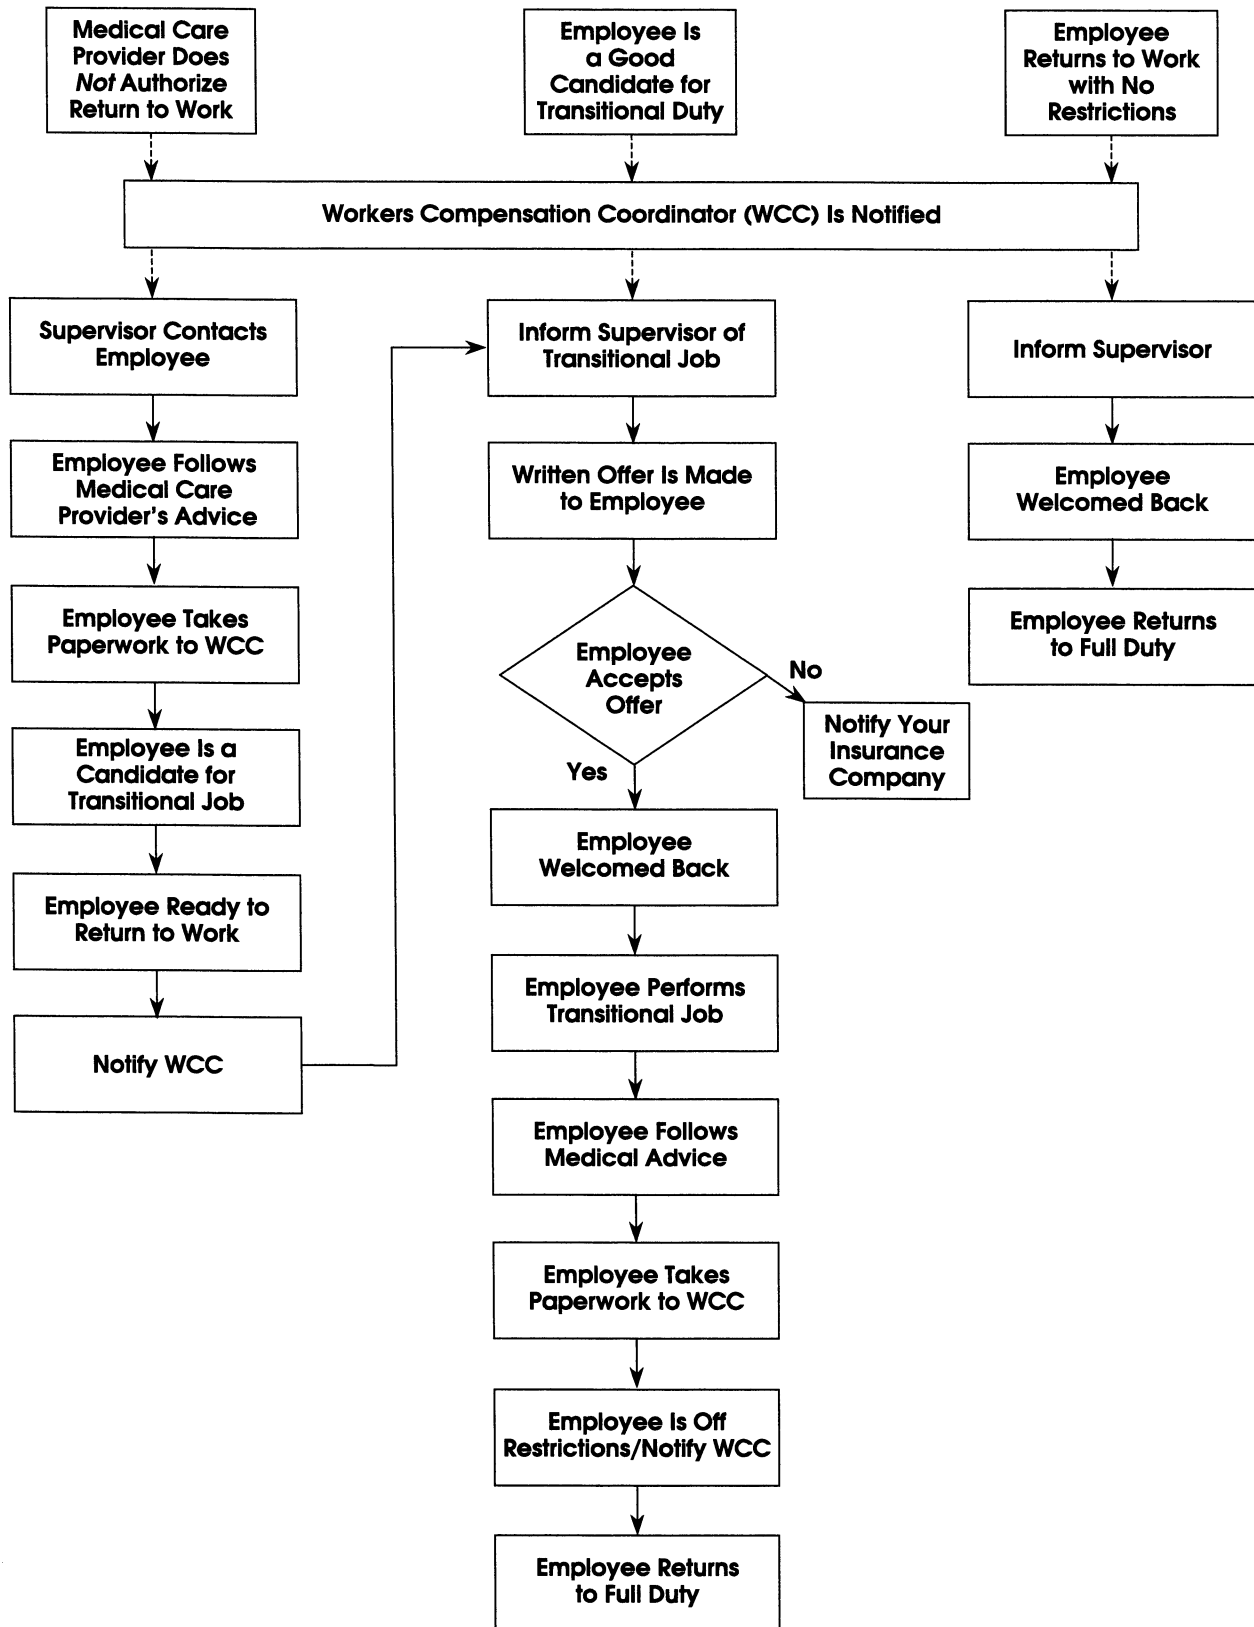 Medical Care
Provider Does
Not Authorize
Return to Work
Employee Is
a Good
Candidate for
Transitional Duty
Employee
Returns to Work
with No
Restrictions
Workers Compensation Coordinator (WCC) Is Notified
Supervisor Contacts
Employee
Employee Follows
Medical Care
Provider's Advice
Employee Takes
Paperwork to WCC
Employee Is a
Candidate for
Transitional Job
Employee Ready to
Return to Work
Notify WCC
Inform Supervisor of
Transitional Job
Written Offer Is Made
to Employee
Employee
Accepts
Offer
No
Notify Your
Insurance
Company
Yes
Employee
Welcomed Back
Employee Performs
Transitional Job
Employee Follows
Medical Advice
Employee Takes
Paperwork to WCC
Employee Is Off
Restrictions/Notify WCC
Employee Returns
to Full Duty
Inform Supervisor
Employee
Welcomed Back
Employee Returns
to Full Duty